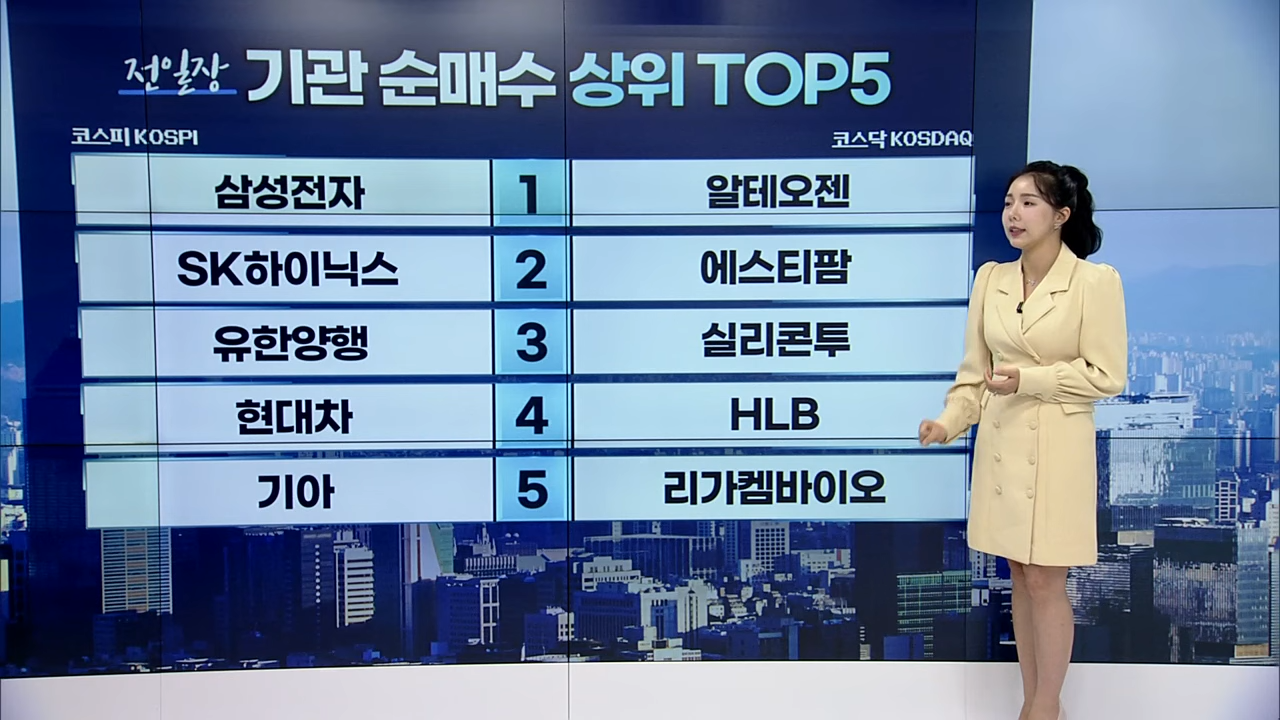 전일장 기관 순매수 상위 TOP5
코스피 KOSPI 코스닥 KOSDAQ
삼성전자 1 알테오젠
SK하이닉스 2 에스티팜
유한양행 3 실리콘투
현대차 4 HLB
기아 5 리가켐바이오